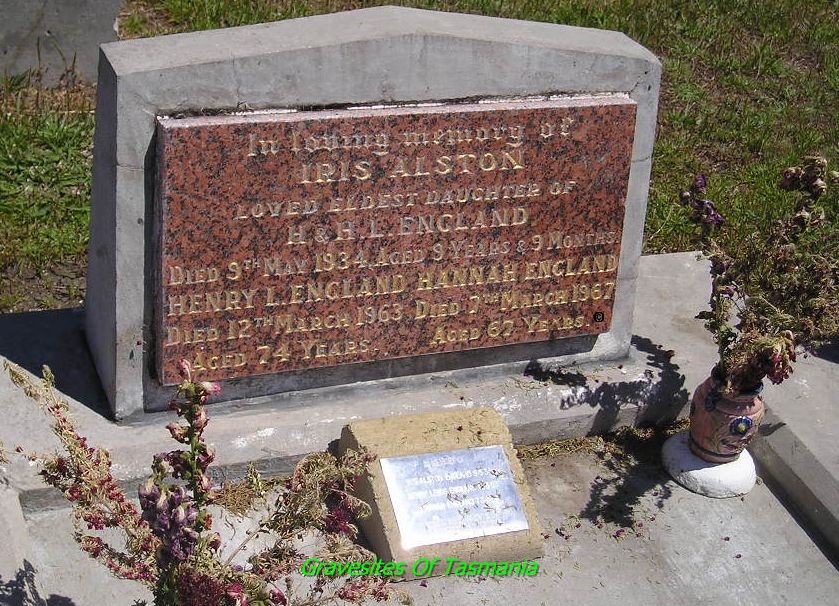 In loving memory of
IRIS ALSTON
LOVED ELDEST DAUGHTER OF
H & H.L. ENGLAND
DIED 9TH MAY 1934, AGED 9 YEARS & 9 MONTHS
HENRY L. ENGLAND HANNAH ENGLAND
DIED 12TH MARCH 1963 DIED 7TH MARCH 1967
AGED 74 YEARS. AGED 67 YEARS.
Gravesites Of Tasmania